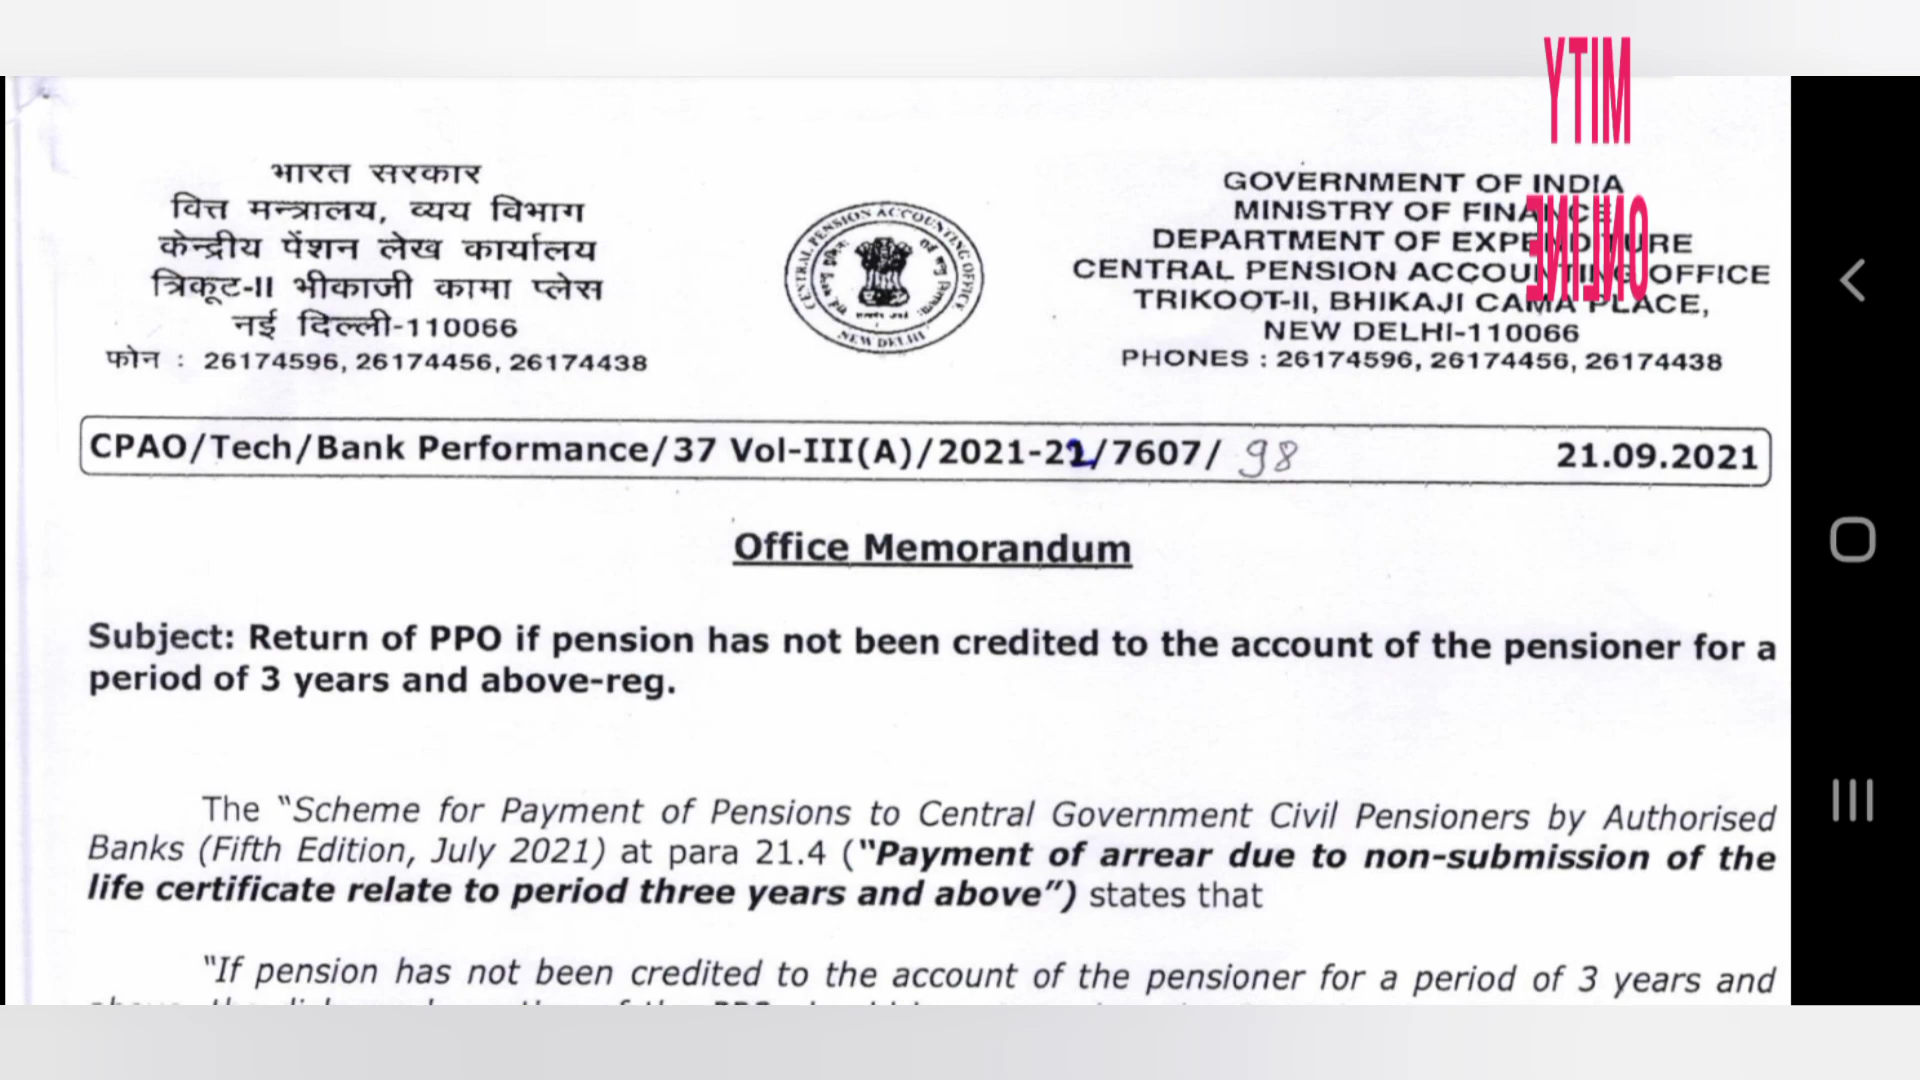 YTIM
ONLINE
भारत सरकार
वित्त मन्त्रालय, व्यय विभाग
केन्द्रीय पेंशन लेख कार्यालय
त्रिकूट-II भीकाजी कामा प्लेस
नई दिल्ली-110066
फोन : 26174596, 26174456, 26174438
CENTRAL PENSION ACCOUNTING OFFICE
NEW DELHI
GOVERNMENT OF INDIA
MINISTRY OF FINANCE
DEPARTMENT OF EXPENDITURE
CENTRAL PENSION ACCOUNTING OFFICE
TRIKOOT-II, BHIKAJI CAMA PLACE,
NEW DELHI-110066
PHONES : 26174596, 26174456, 26174438
CPAO/Tech/Bank Performance/37 Vol-III(A)/2021-22/7607/ 98 21.09.2021
Office Memorandum
Subject: Return of PPO if pension has not been credited to the account of the pensioner for a
period of 3 years and above-reg.
The "Scheme for Payment of Pensions to Central Government Civil Pensioners by Authorised
Banks (Fifth Edition, July 2021) at para 21.4 ("Payment of arrear due to non-submission of the
life certificate relate to period three years and above") states that
"If pension has not been credited to the account of the pensioner for a period of 3 years and